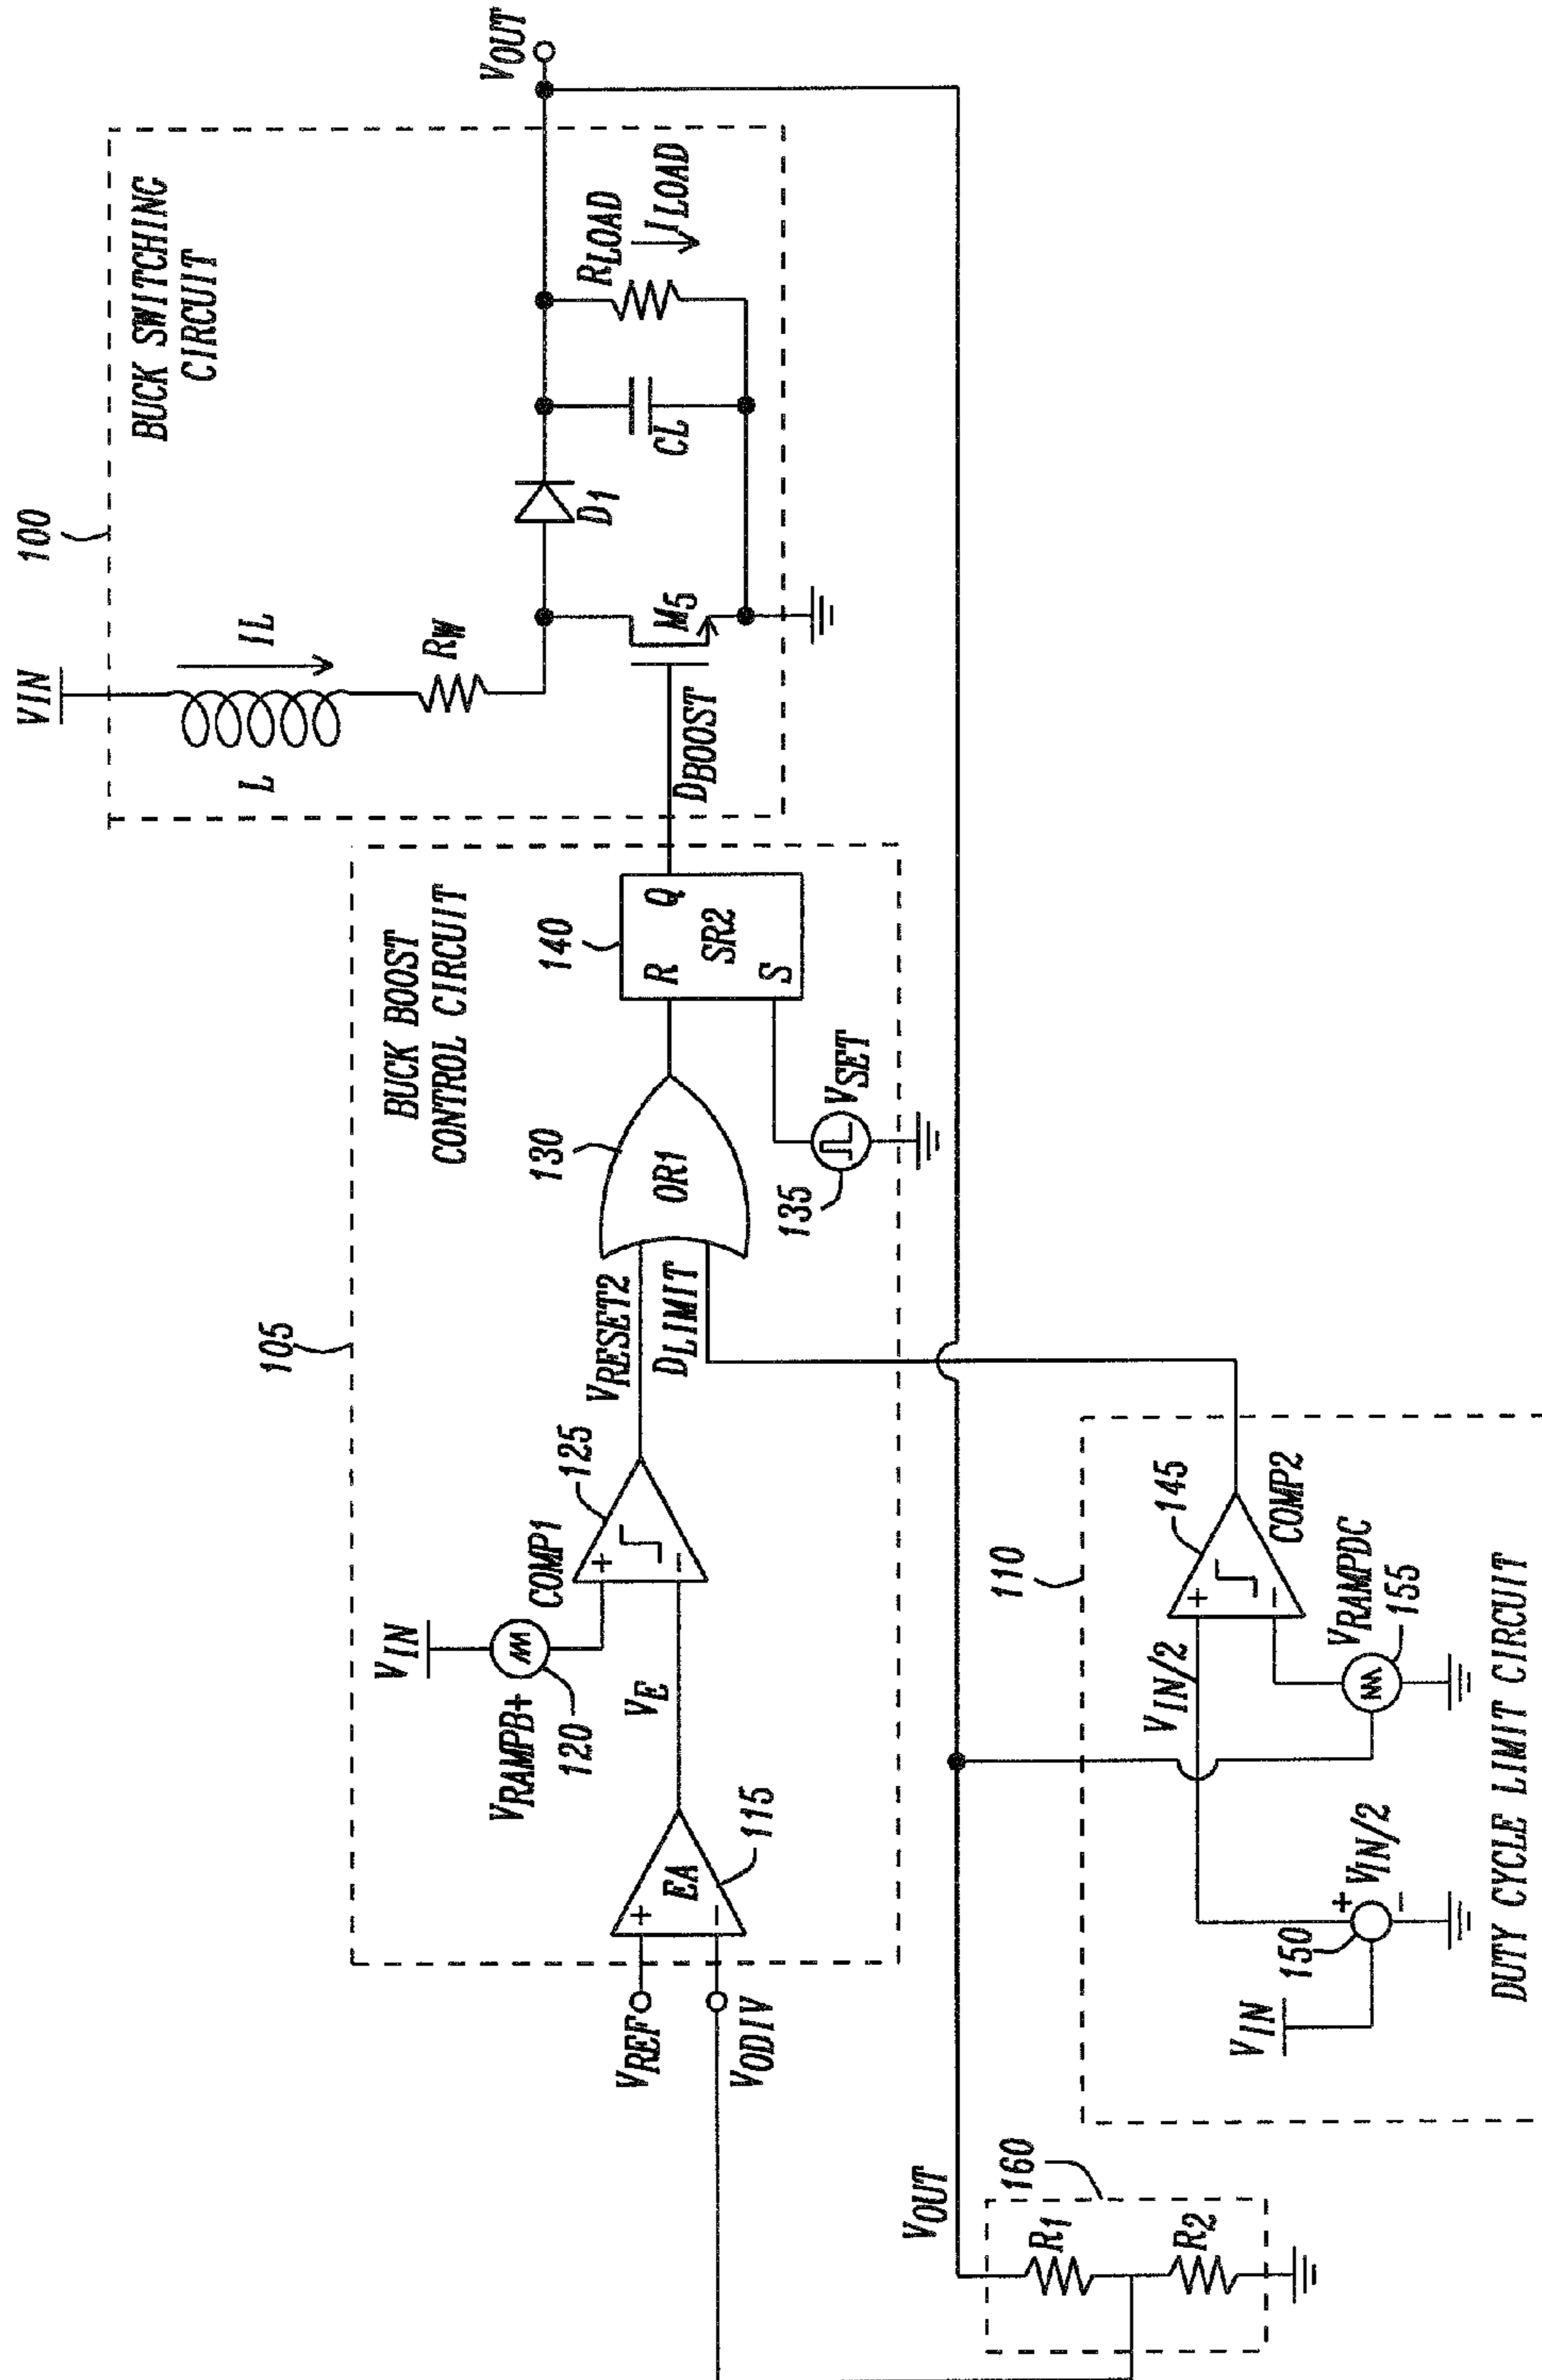 100
VIN
BUCK SWITCHING
CIRCUIT
L
IL
RW
D1
CL
RLOAD
ILOAD
VOUT
M5
DBOOST
105
BUCK BOOST
CONTROL CIRCUIT
VIN
VRAMPB+
120
COMP1
+
−
125
VRESET2
DLIMIT
130
OR1
140
R
Q
SR2
S
VSET
135
VREF
VODIV
+
−
EA
115
VE
110
VIN
150
+
−
VIN/2
VIN/2
+
−
145
COMP2
VRAMPDC
155
DUTY CYCLE LIMIT CIRCUIT
VOUT
160
R1
R2